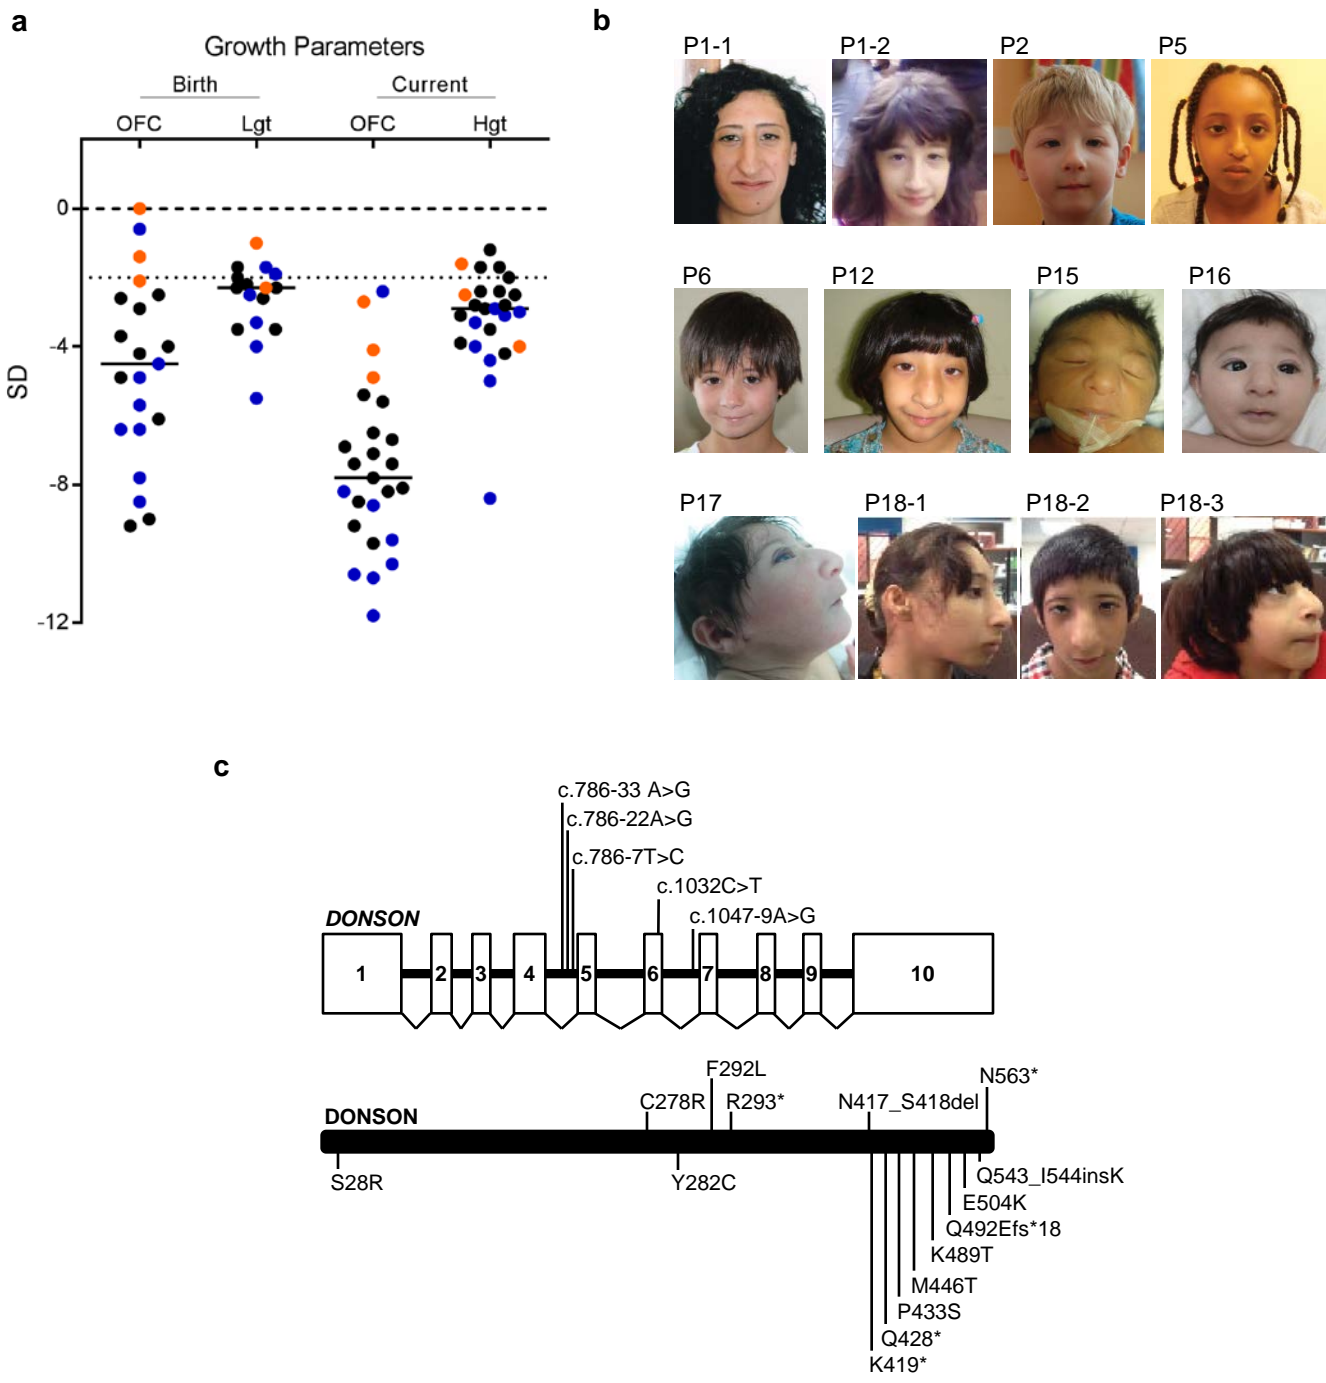 a
Growth Parameters
Birth Current
OFC Lgt OFC Hgt
0
-4
-8
-12
SD
b
P1-1 P1-2 P2 P5
P6 P12 P15 P16
P17 P18-1 P18-2 P18-3
c
c.786-33 A>G
c.786-22A>G
c.786-7T>C
c.1032C>T
c.1047-9A>G
DONSON
1 2 3 4 5 6 7 8 9 10
F292L
N563*
C278R R293* N417_S418del
DONSON
S28R Y282C Q543_I544insK
E504K
Q492Efs*18
K489T
M446T
P433S
Q428*
K419*